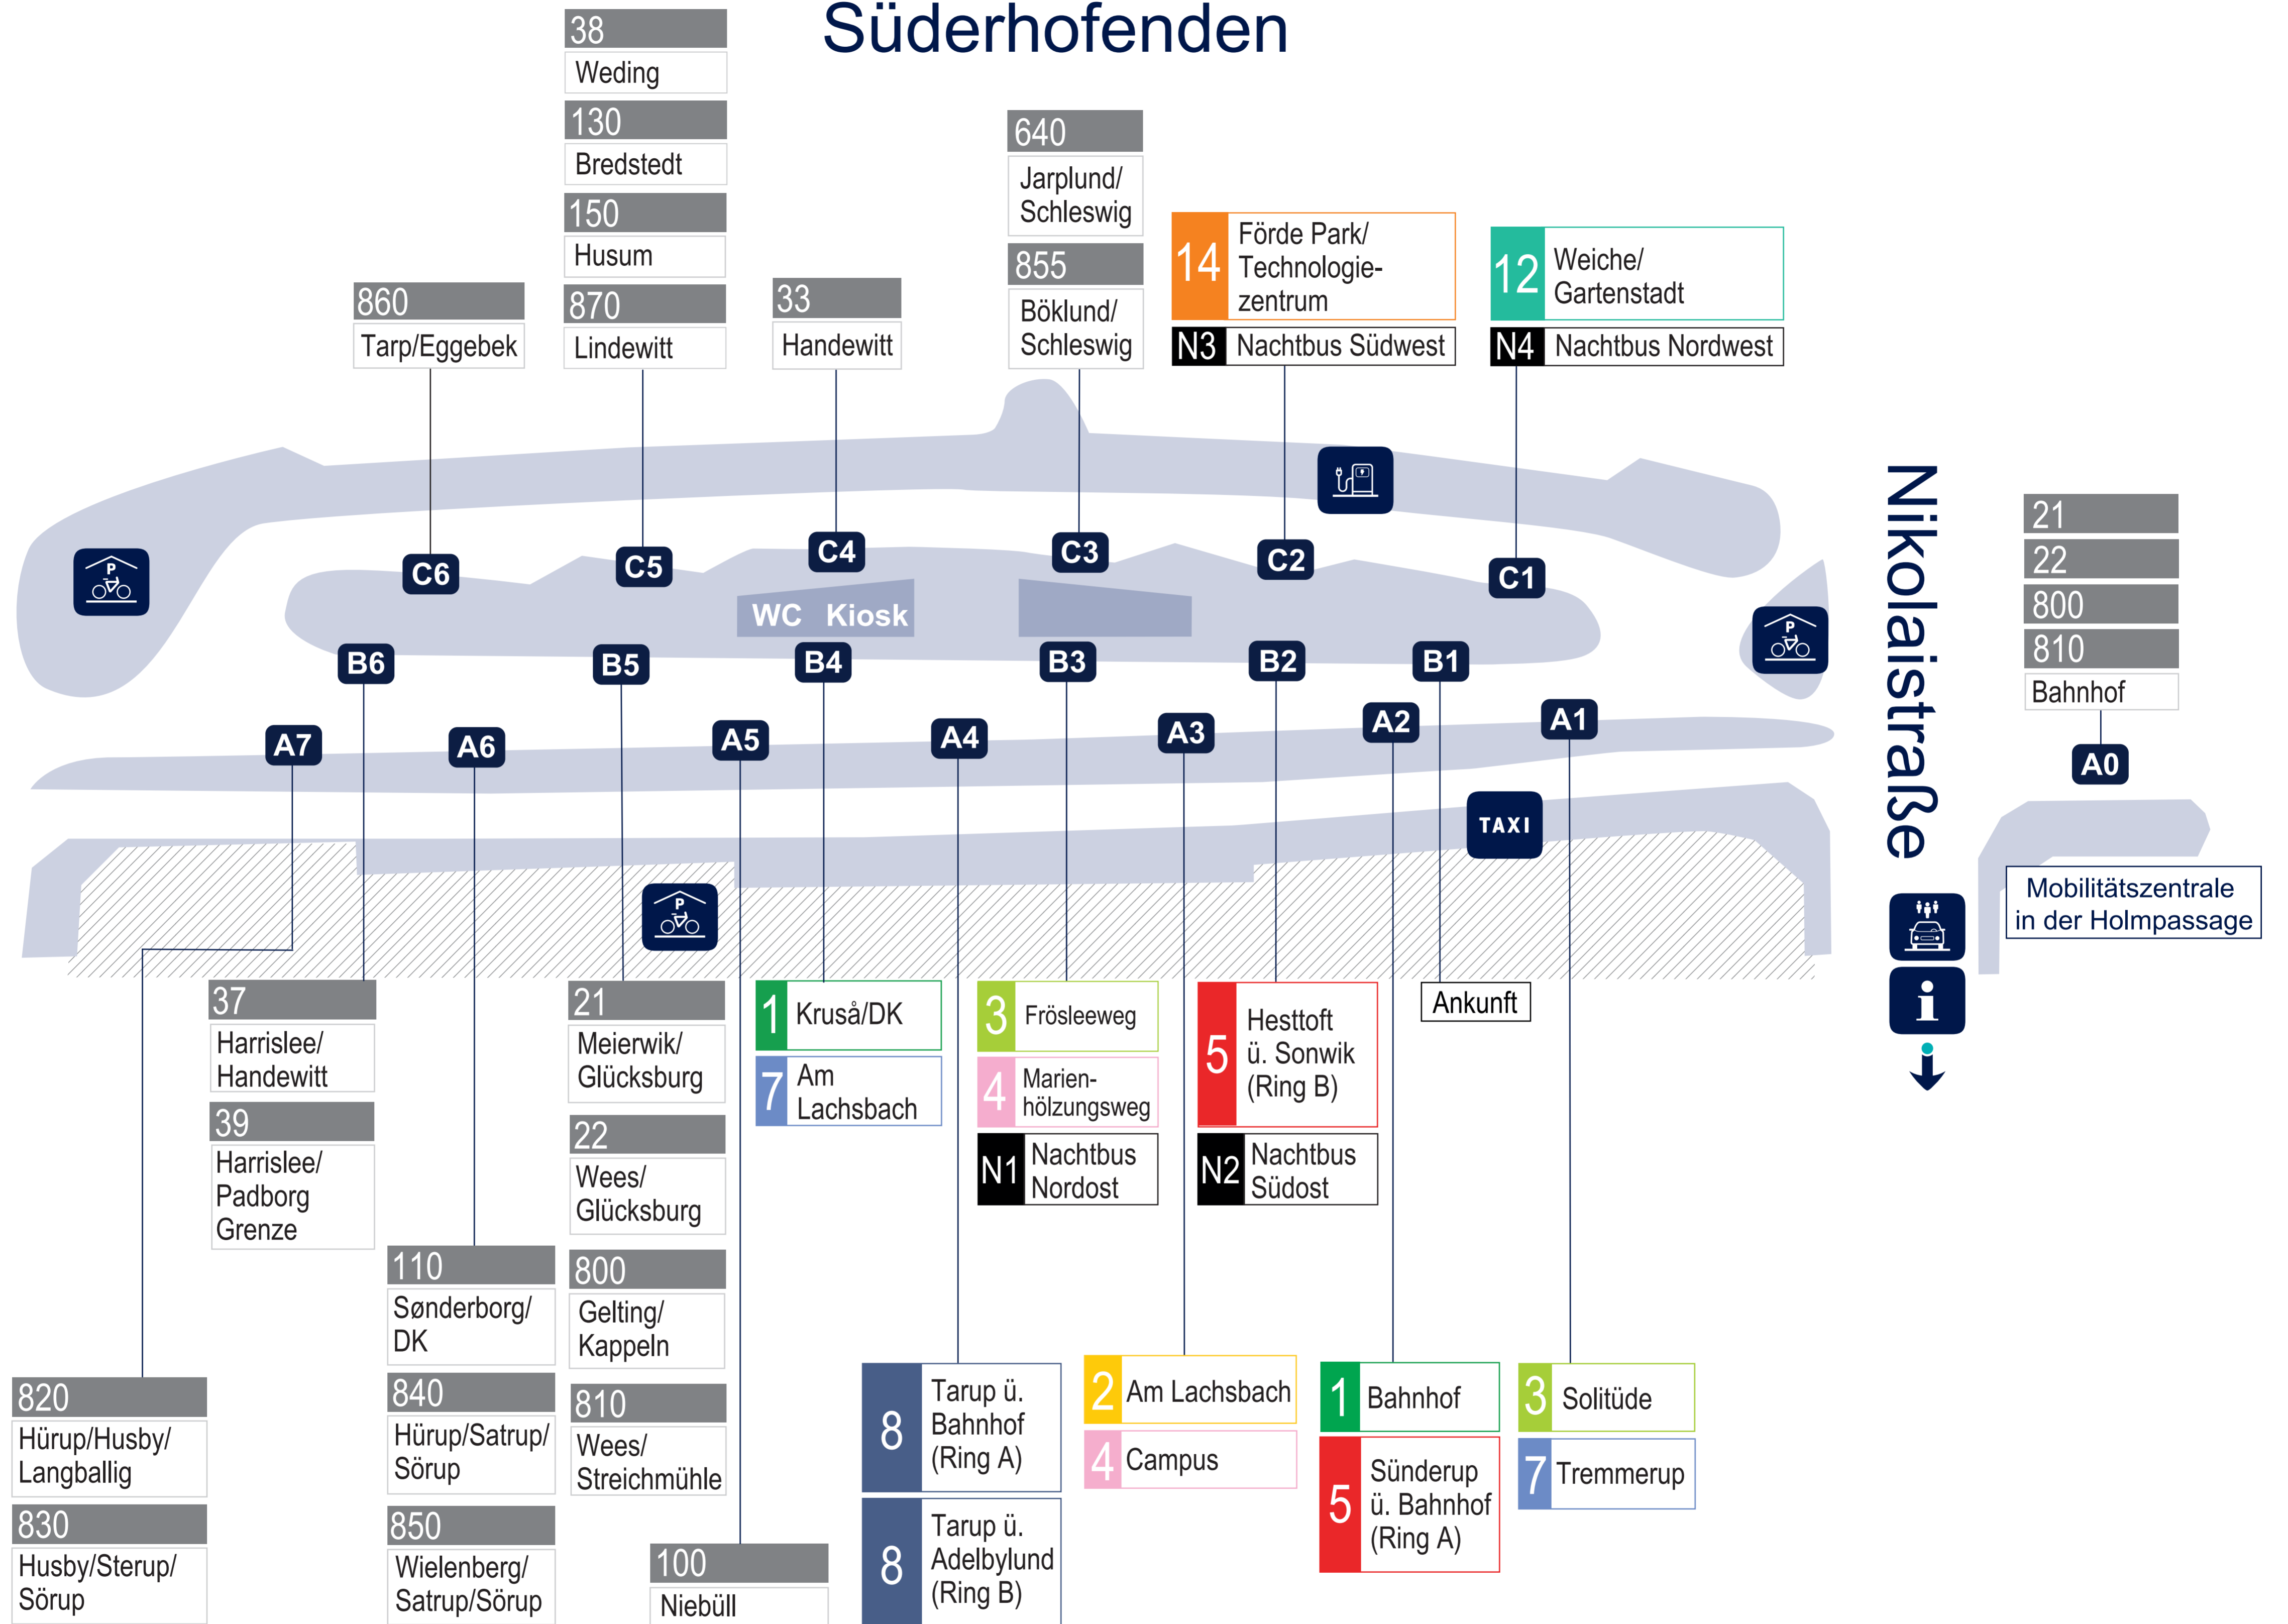 Süderhofenden
38
Weding
130
Bredstedt
150
Husum
870
Lindewitt
860
Tarp/Eggebek
33
Handewitt
640
Jarplund/
Schleswig
855
Böklund/
Schleswig
14
Förde Park/
Technologie-
zentrum
N3 Nachtbus Südwest
12
Weiche/
Gartenstadt
N4 Nachtbus Nordwest
Nikolaistraße
21
22
800
810
Bahnhof
A0
Mobilitätszentrale
in der Holmpassage
P
C6
C5
C4
C3
C2
C1
WC Kiosk
P
B6
B5
B4
B3
B2
B1
A7
A6
A5
A4
A3
A2
A1
TAXI
P
i
37
Harrislee/
Handewitt
39
Harrislee/
Padborg
Grenze
21
Meierwik/
Glücksburg
22
Wees/
Glücksburg
800
Gelting/
Kappeln
810
Wees/
Streichmühle
1 Kruså/DK
7 Am
Lachsbach
3 Frösleeweg
4 Marien-
hölzungsweg
N1 Nachtbus
Nordost
5 Hesttoft
ü. Sonwik
(Ring B)
N2 Nachtbus
Südost
Ankunft
820
Hürup/Husby/
Langballig
830
Husby/Sterup/
Sörup
110
Sønderborg/
DK
840
Hürup/Satrup/
Sörup
850
Wielenberg/
Satrup/Sörup
100
Niebüll
8 Tarup ü.
Bahnhof
(Ring A)
8 Tarup ü.
Adelbylund
(Ring B)
2 Am Lachsbach
4 Campus
1 Bahnhof
5 Sünderup
ü. Bahnhof
(Ring A)
3 Solitüde
7 Tremmerup